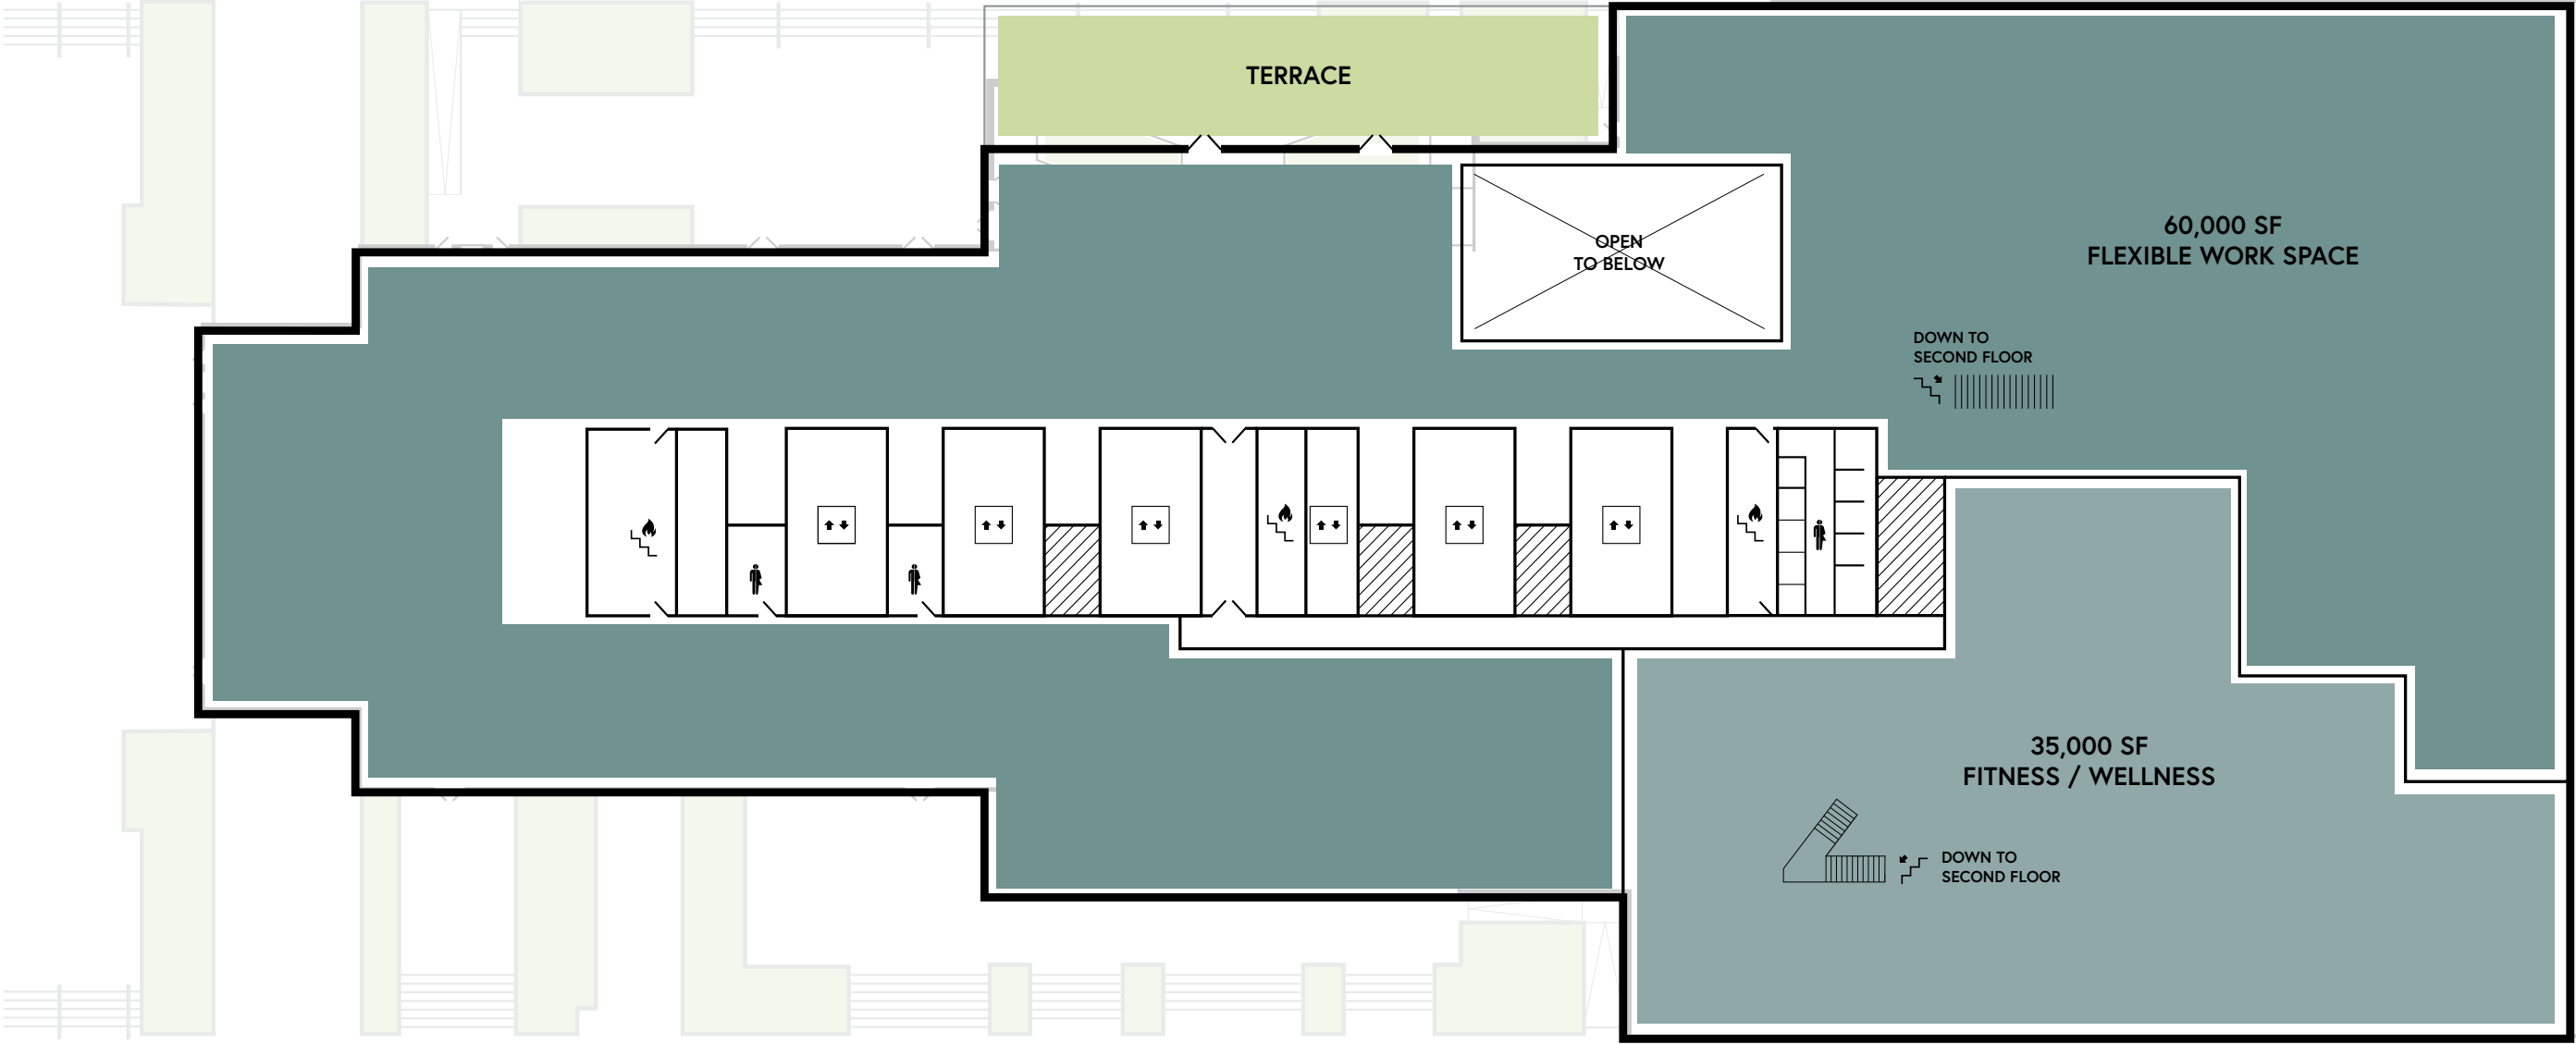 TERRACE
60,000 SF
FLEXIBLE WORK SPACE
OPEN
TO BELOW
DOWN TO
SECOND FLOOR
35,000 SF
FITNESS / WELLNESS
DOWN TO
SECOND FLOOR